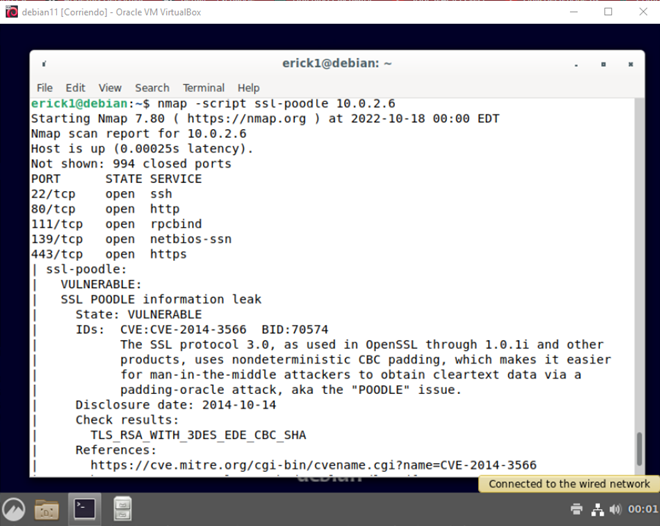 debian11 [Corriendo] - Oracle VM VirtualBox
erick1@debian: ~
File Edit View Search Terminal Help
erick1@debian:~$ nmap -script ssl-poodle 10.0.2.6
Starting Nmap 7.80 ( https://nmap.org ) at 2022-10-18 00:00 EDT
Nmap scan report for 10.0.2.6
Host is up (0.00025s latency).
Not shown: 994 closed ports
PORT STATE SERVICE
22/tcp open ssh
80/tcp open http
111/tcp open rpcbind
139/tcp open netbios-ssn
443/tcp open https
| ssl-poodle:
| VULNERABLE:
| SSL POODLE information leak
| State: VULNERABLE
| IDs: CVE:CVE-2014-3566 BID:70574
| The SSL protocol 3.0, as used in OpenSSL through 1.0.1i and other
| products, uses nondeterministic CBC padding, which makes it easier
| for man-in-the-middle attackers to obtain cleartext data via a
| padding-oracle attack, aka the "POODLE" issue.
| Disclosure date: 2014-10-14
| Check results:
| TLS_RSA_WITH_3DES_EDE_CBC_SHA
| References:
| https://cve.mitre.org/cgi-bin/cvename.cgi?name=CVE-2014-3566
Connected to the wired network
00:01